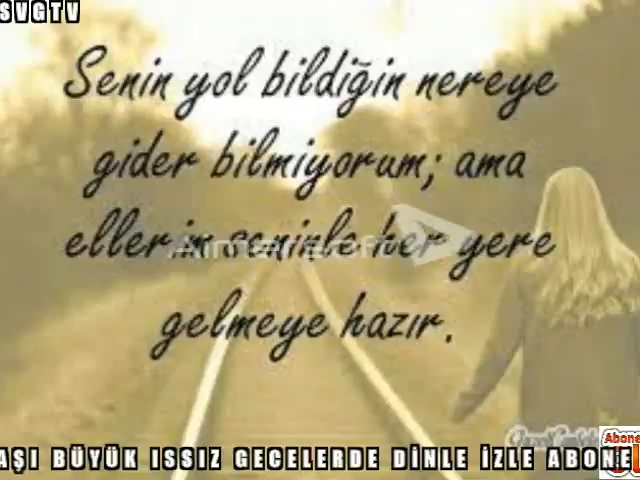 SVGTV
Senin yol bildiğin nereye
gider bilmiyorum; ama
ellerim seninle her yere
gelmeye hazır.
Abone
AŞI BÜYÜK ISSIZ GECELERDE DİNLE İZLE ABONE